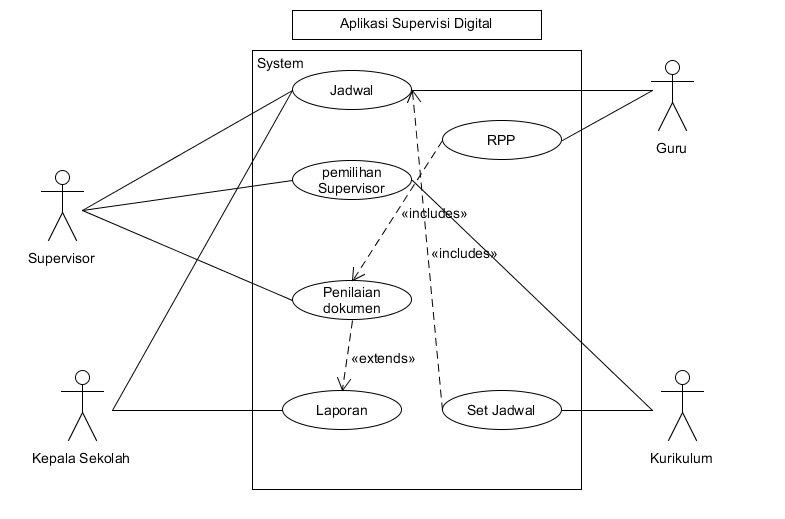 Aplikasi Supervisi Digital
System
Jadwal
Guru
RPP
pemilihan
Supervisor
Supervisor
«includes»
«includes»
Penilaian
dokumen
«extends»
Laporan
Set Jadwal
Kepala Sekolah
Kurikulum